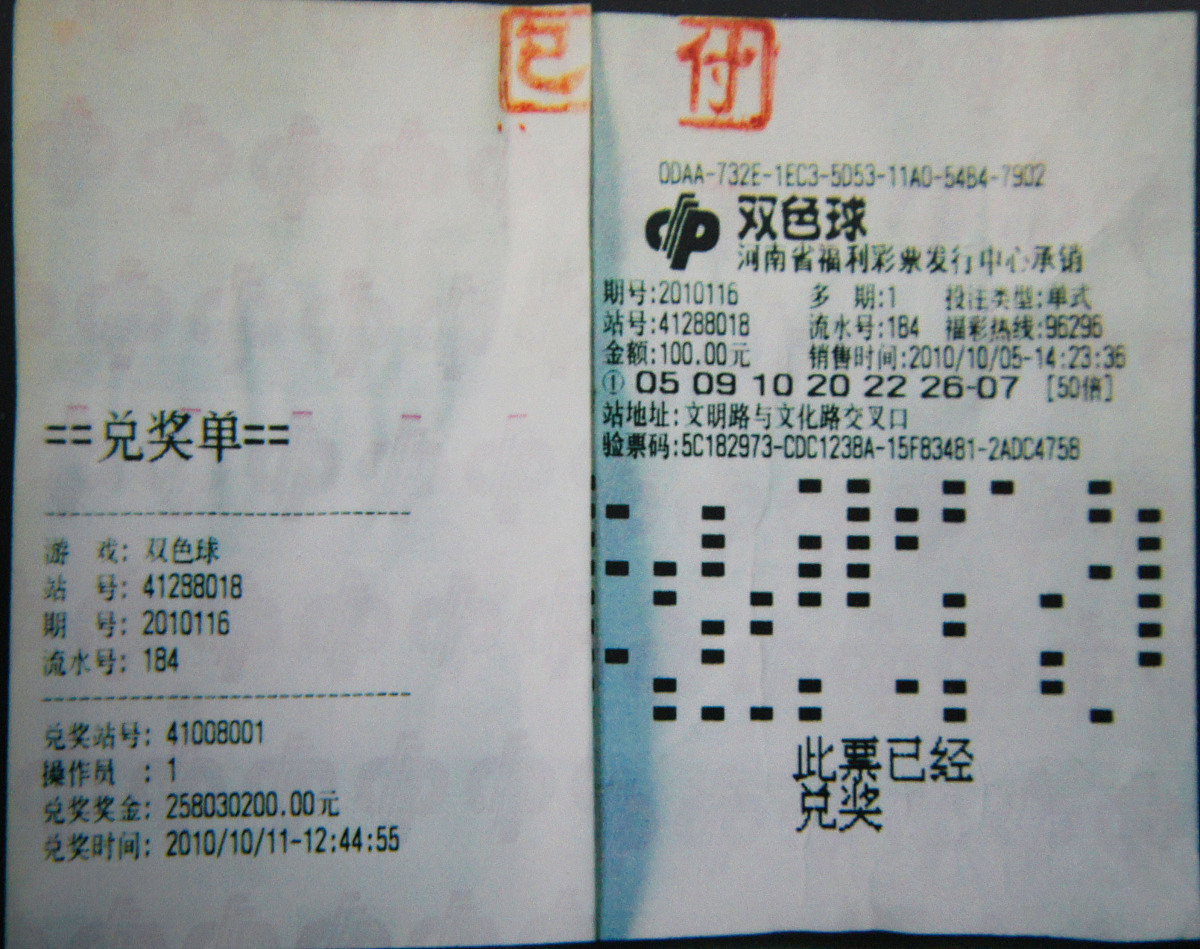 已
==兑奖单==
游 戏: 双色球
站 号: 41288018
期 号: 2010116
流水号: 184
兑奖站号: 41008001
操作员 : 1
兑奖奖金: 258030200.00元
兑奖时间: 2010/10/11-12:44:55
付
0DAA-732E-1EC3-5D53-11A0-54B4-7902
双色球
河南省福利彩票发行中心承销
期号:2010116 多 期:1 投注类型:单式
站号:41288018 流水号:184 福彩热线:96296
金额:100.00元 销售时间:2010/10/05-14:23:36
① 05 09 10 20 22 26-07 [50倍]
站地址:文明路与文化路交叉口
验票码:5C182973-CDC1238A-15F83481-2ADC4758
此票已经
兑奖